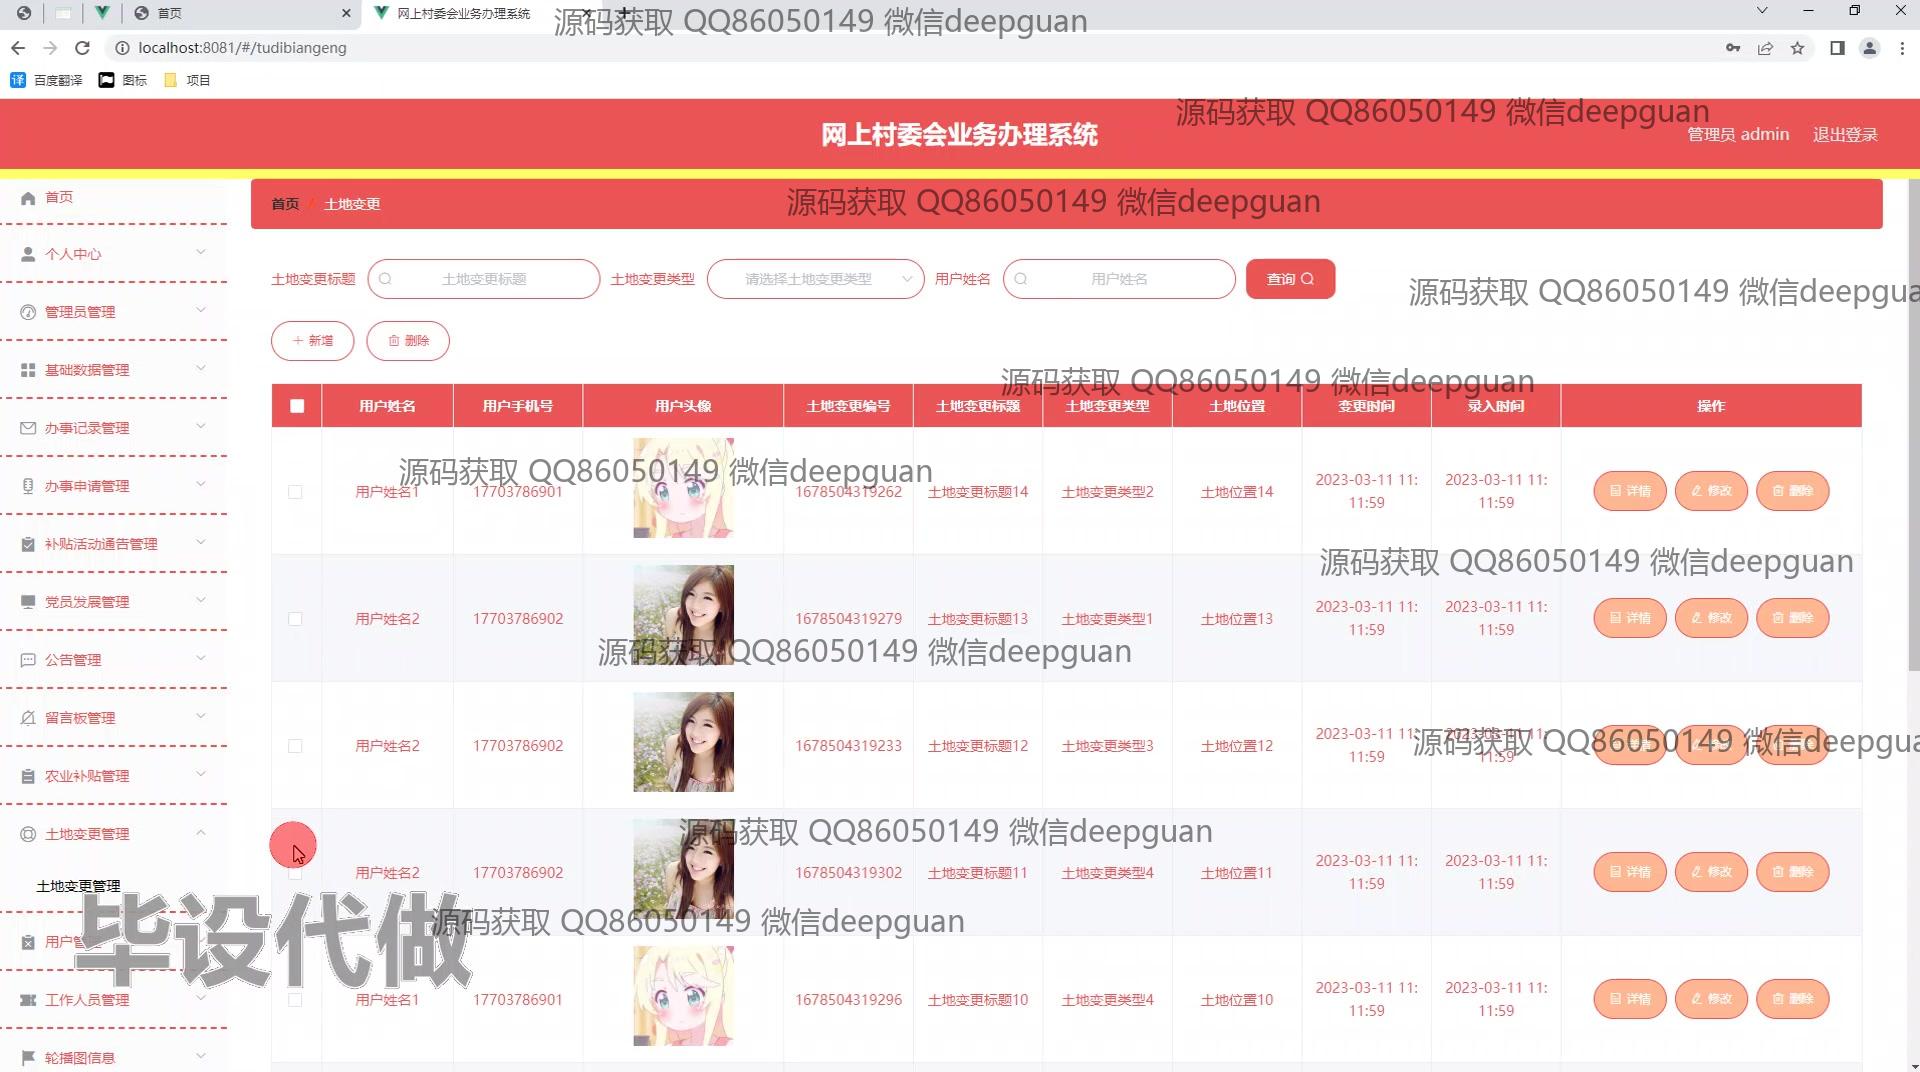 首页
网上村委会业务办理系统
源码获取 QQ86050149 微信deepguan
localhost:8081/#/tudibiangeng
百度翻译 图标 项目
源码获取 QQ86050149 微信deepguan
网上村委会业务办理系统
管理员 admin 退出登录
首页 / 土地变更
源码获取 QQ86050149 微信deepguan
土地变更标题 土地变更标题 土地变更类型 请选择土地变更类型 用户姓名 用户姓名 查询
源码获取 QQ86050149 微信deepgua
新增 删除
源码获取 QQ86050149 微信deepguan
用户姓名 用户手机号 用户头像 土地变更编号 土地变更标题 土地变更类型 土地位置 变更时间 录入时间 操作
源码获取 QQ86050149 微信deepguan
用户姓名1 17703786901 1678504319262 土地变更标题14 土地变更类型2 土地位置14 2023-03-11 11:11:59 2023-03-11 11:11:59 详情 修改 删除
源码获取 QQ86050149 微信deepguan
用户姓名2 17703786902 1678504319279 土地变更标题13 土地变更类型1 土地位置13 2023-03-11 11:11:59 2023-03-11 11:11:59 详情 修改 删除
源码获取 QQ86050149 微信deepguan
用户姓名2 17703786902 1678504319233 土地变更标题12 土地变更类型3 土地位置12 2023-03-11 11:11:59 2023-03-11 11:11:59
源码获取 QQ86050149 微信deepgua
源码获取 QQ86050149 微信deepguan
用户姓名2 17703786902 1678504319302 土地变更标题11 土地变更类型4 土地位置11 2023-03-11 11:11:59 2023-03-11 11:11:59 详情 修改 删除
源码获取 QQ86050149 微信deepguan
用户姓名1 17703786901 1678504319296 土地变更标题10 土地变更类型4 土地位置10 2023-03-11 11:11:59 2023-03-11 11:11:59 详情 修改 删除
首页
个人中心
管理员管理
基础数据管理
办事记录管理
办事申请管理
补贴活动通告管理
党员发展管理
公告管理
留言板管理
农业补贴管理
土地变更管理
土地变更管理
毕设代做
用户管
工作人员管理
轮播图信息